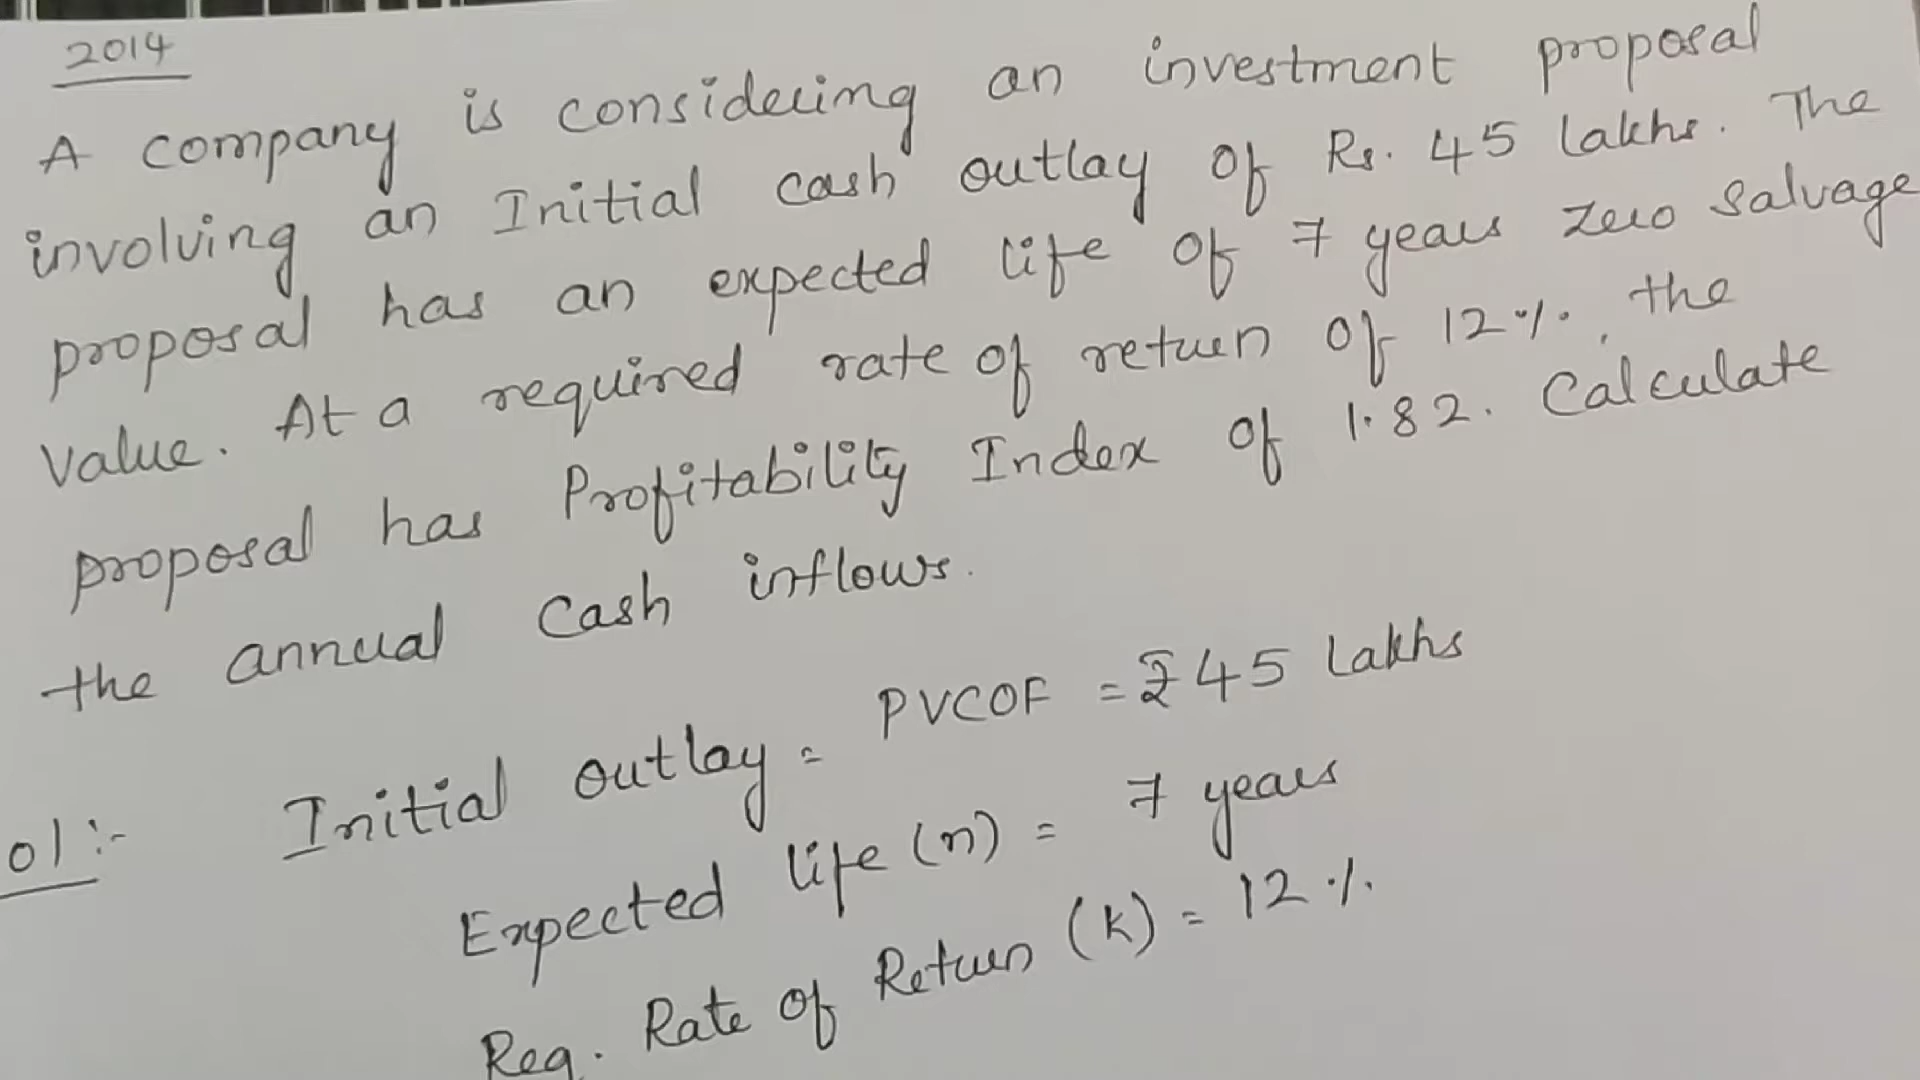 2014
A company is considering an investment proposal
involving an Initial cash outlay of Rs. 45 lakhs. The
proposal has an expected life of 7 years zero salvage
value. At a required rate of return of 12%, the
proposal has Profitability Index of 1.82. Calculate
the annual cash inflows.
ol:- Initial outlay = PVCOF = ₹45 Lakhs
Expected life (n) = 7 years
Req. Rate of Return (K) = 12%